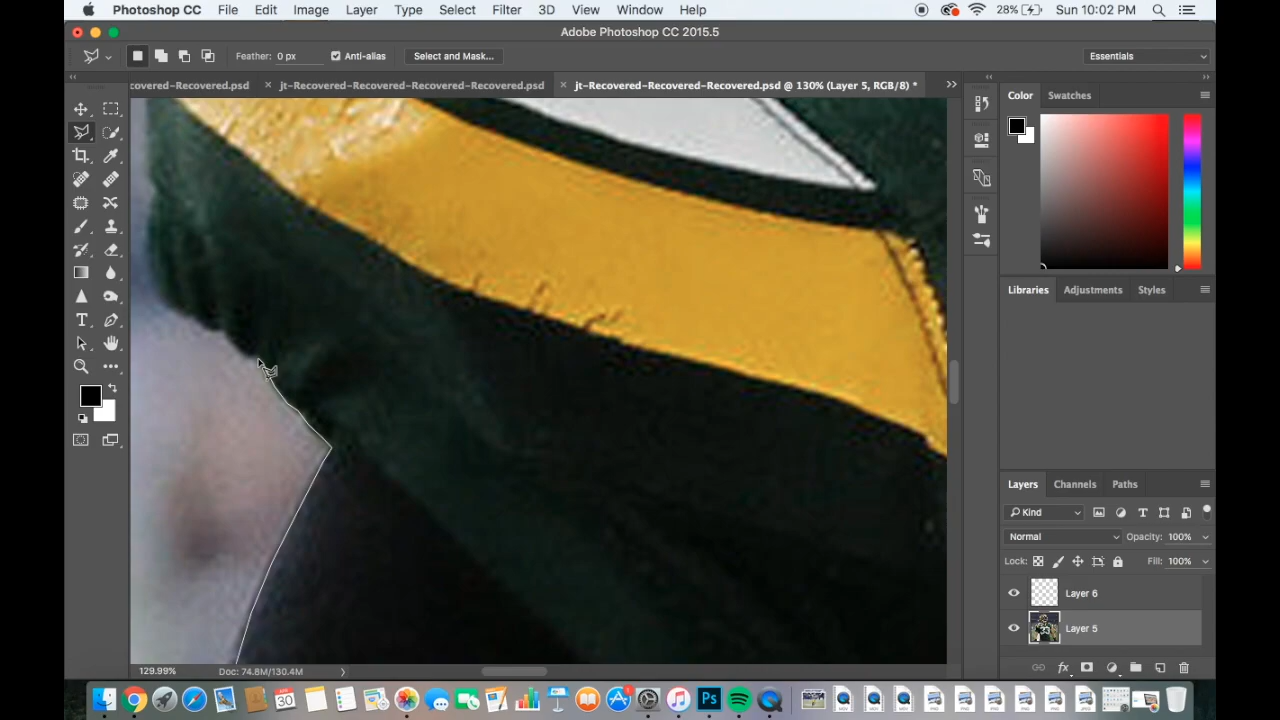 Photoshop CC File Edit Image Layer Type Select Filter 3D View Window Help 28% Sun 10:02 PM
Adobe Photoshop CC 2015.5
Feather: 0 px Anti-alias Select and Mask... Essentials
covered-Recovered.psd Jt-Recovered-Recovered-Recovered.psd jt-Recovered-Recovered-Recovered.psd @ 130% (Layer 5, RGB/8) *
Color Swatches
Libraries Adjustments Styles
Layers Channels Paths
Kind
Normal Opacity: 100%
Lock: Fill: 100%
Layer 6
Layer 5
129.99% Doc: 74.8M/130.4M